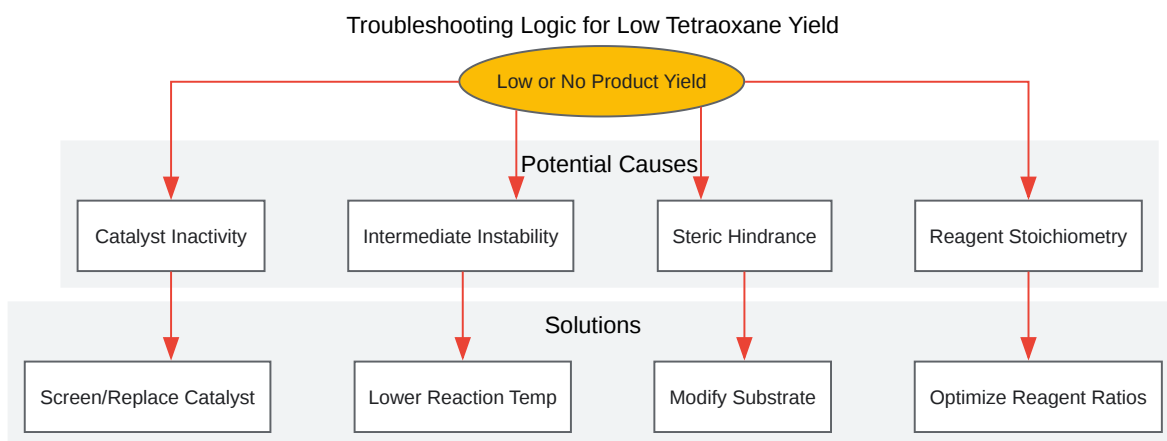 Troubleshooting Logic for Low Tetraoxane Yield
Low or No Product Yield
Potential Causes
Catalyst Inactivity
Intermediate Instability
Steric Hindrance
Reagent Stoichiometry
Solutions
Screen/Replace Catalyst
Lower Reaction Temp
Modify Substrate
Optimize Reagent Ratios